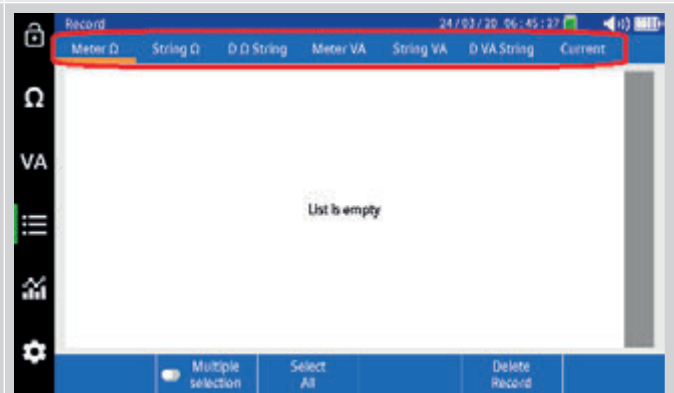 Record 24/03/20 06:45:27
Meter Ω String Ω D Ω String Meter VA String VA D VA String Current
Ω
VA
List is empty
Multiple selection
Select All
Delete Record